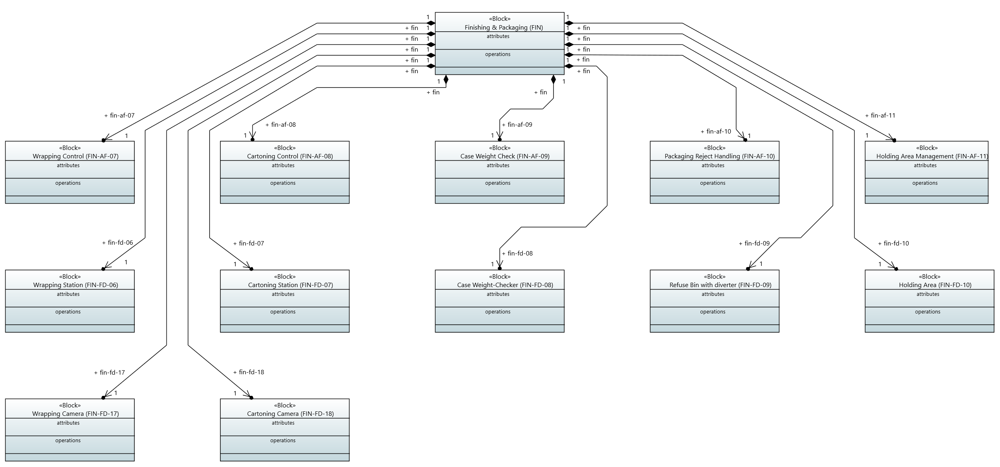 «Block»
Finishing & Packaging (FIN)
attributes
operations
1
+ fin
1
+ fin
1
+ fin
1
+ fin
1
+ fin
1
+ fin
1
+ fin
1
+ fin
1
+ fin
1
+ fin
1
+ fin
1
+ fin
+ fin-af-07
1
«Block»
Wrapping Control (FIN-AF-07)
attributes
operations
+ fin-af-08
1
«Block»
Cartoning Control (FIN-AF-08)
attributes
operations
+ fin-af-09
1
«Block»
Case Weight Check (FIN-AF-09)
attributes
operations
+ fin-af-10
1
«Block»
Packaging Reject Handling (FIN-AF-10)
attributes
operations
+ fin-af-11
1
«Block»
Holding Area Management (FIN-AF-11)
attributes
operations
+ fin-fd-06
1
«Block»
Wrapping Station (FIN-FD-06)
attributes
operations
+ fin-fd-07
1
«Block»
Cartoning Station (FIN-FD-07)
attributes
operations
+ fin-fd-08
1
«Block»
Case Weight-Checker (FIN-FD-08)
attributes
operations
+ fin-fd-09
1
«Block»
Refuse Bin with diverter (FIN-FD-09)
attributes
operations
+ fin-fd-10
1
«Block»
Holding Area (FIN-FD-10)
attributes
operations
+ fin-fd-17
1
«Block»
Wrapping Camera (FIN-FD-17)
attributes
operations
+ fin-fd-18
1
«Block»
Cartoning Camera (FIN-FD-18)
attributes
operations